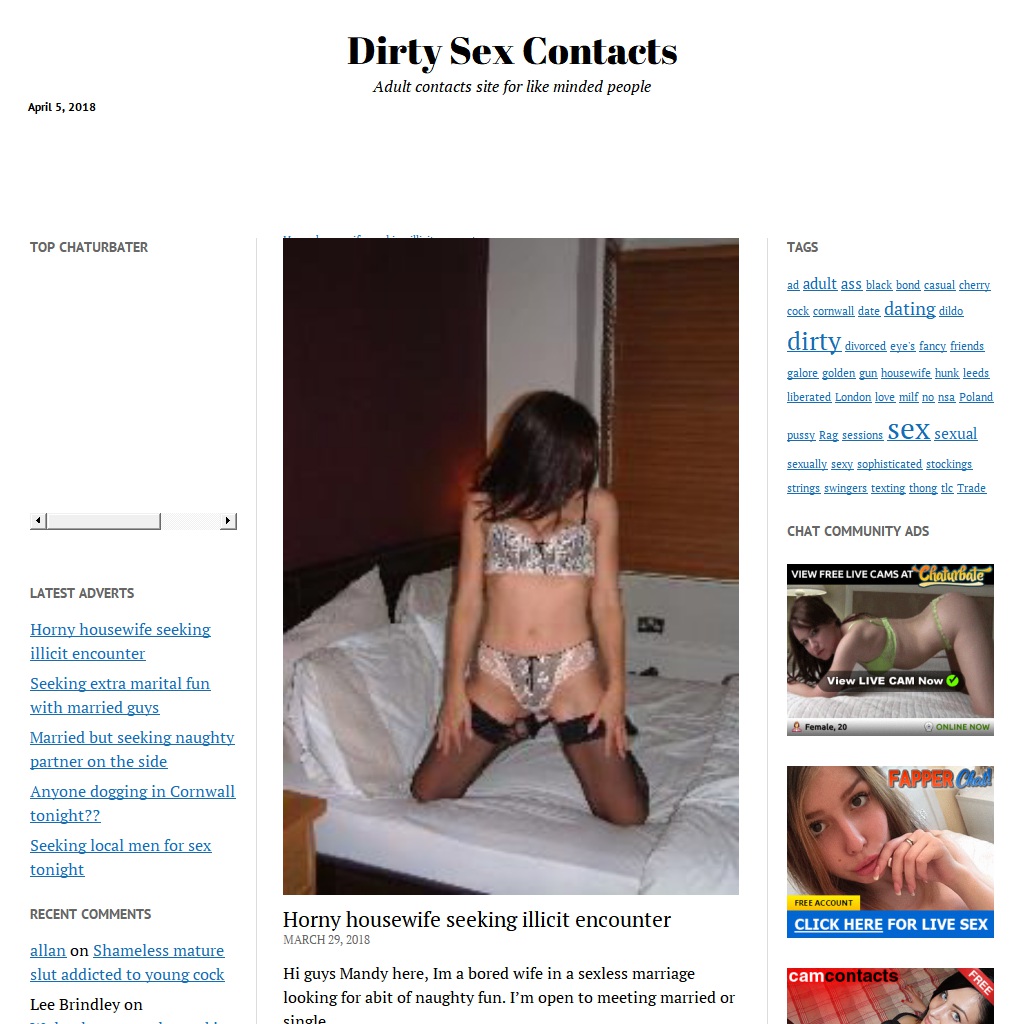 Dirty Sex Contacts
Adult contacts site for like minded people
April 5, 2018
TOP CHATURBATER
LATEST ADVERTS
Horny housewife seeking
illicit encounter
Seeking extra marital fun
with married guys
Married but seeking naughty
partner on the side
Anyone dogging in Cornwall
tonight??
Seeking local men for sex
tonight
RECENT COMMENTS
allan on Shameless mature
slut addicted to young cock
Lee Brindley on
Horny housewife seeking illicit encounter
MARCH 29, 2018
Hi guys Mandy here, Im a bored wife in a sexless marriage
looking for abit of naughty fun. I'm open to meeting married or
single
TAGS
ad adult ass black bond casual cherry
cock cornwall date dating dildo
dirty divorced eye's fancy friends
galore golden gun housewife hunk leeds
liberated London love milf no nsa Poland
pussy Rag sessions sex sexual
sexually sexy sophisticated stockings
strings swingers texting thong tlc Trade
CHAT COMMUNITY ADS
VIEW FREE LIVE CAMS AT Chaturbate
View LIVE CAM Now
Female, 20
ONLINE NOW
FAPPER Chat!
FREE ACCOUNT
CLICK HERE FOR LIVE SEX
camcontacts
FREE